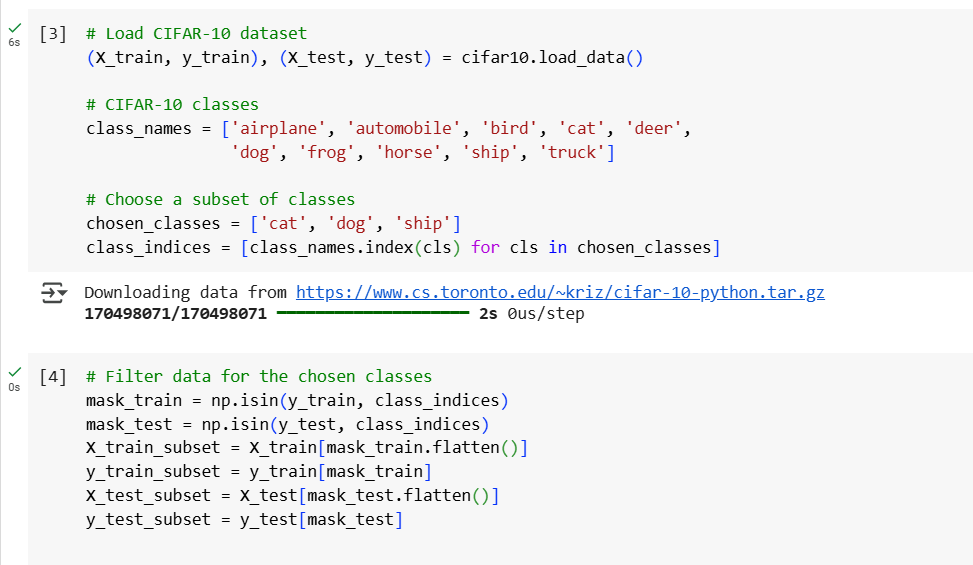 6s
[3]
# Load CIFAR-10 dataset
(X_train, y_train), (X_test, y_test) = cifar10.load_data()
# CIFAR-10 classes
class_names = ['airplane', 'automobile', 'bird', 'cat', 'deer',
'dog', 'frog', 'horse', 'ship', 'truck']
# Choose a subset of classes
chosen_classes = ['cat', 'dog', 'ship']
class_indices = [class_names.index(cls) for cls in chosen_classes]
Downloading data from https://www.cs.toronto.edu/~kriz/cifar-10-python.tar.gz
170498071/170498071 ━━━━━━━━━━━━━━━━━━━━ 2s 0us/step
0s
[4]
# Filter data for the chosen classes
mask_train = np.isin(y_train, class_indices)
mask_test = np.isin(y_test, class_indices)
X_train_subset = X_train[mask_train.flatten()]
y_train_subset = y_train[mask_train]
X_test_subset = X_test[mask_test.flatten()]
y_test_subset = y_test[mask_test]